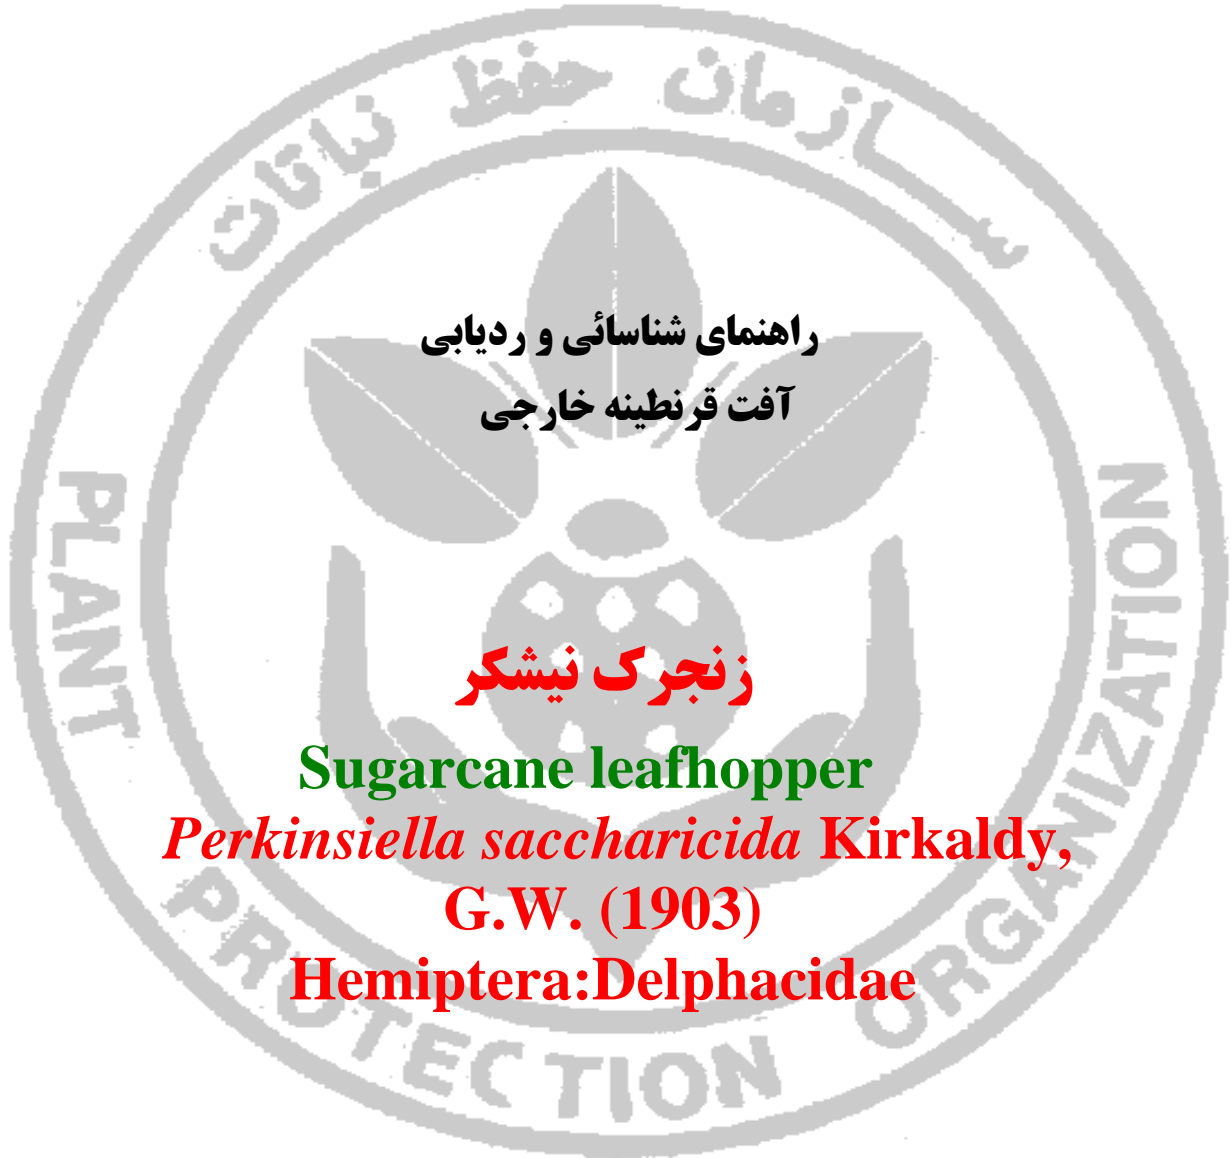 سازمان حفظ نباتات
راهنمای شناسائی و ردیابی
آفت قرنطینه خارجی
زنجرک نیشکر
Sugarcane leafhopper
Perkinsiella saccharicida Kirkaldy,
G.W. (1903)
Hemiptera:Delphacidae
PLANT PROTECTION ORGANIZATION